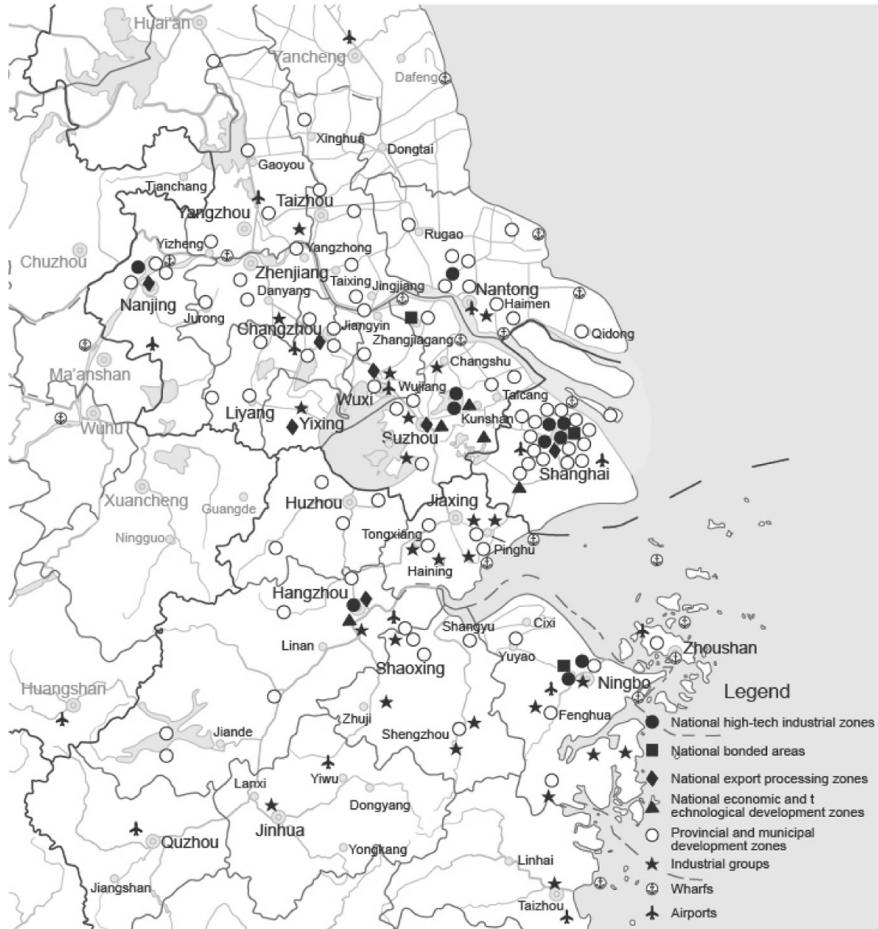 Huai'an
Yancheng
Dafeng
Xinghua
Dongtai
Gaoyou
Tianchang
Taizhou
Yangzhou
Rugao
Yizheng
Yangzhong
Chuzhou
Zhenjiang
Taixing
Jingjiang
Nantong
Danyang
Haimen
Nanjing
Jurong
Changzhou
Jiangyin
Qidong
Zhangjiagang
Changshu
Ma'anshan
Wujiang
Taicang
Liyang
Wuxi
Kunshan
Wuhu
Yixing
Suzhou
Shanghai
Xuancheng
Huzhou
Jiaxing
Guangde
Tongxiang
Ningguo
Pinghu
Haining
Hangzhou
Cixi
Shangyu
Linan
Yuyao
Zhoushan
Shaoxing
Huangshan
Ningbo
Legend
Zhuji
Fenghua
National high-tech industrial zones
Jiande
Shengzhou
National bonded areas
Yiwu
National export processing zones
Lanxi
National economic and t
Dongyang
echnological development zones
Jinhua
Quzhou
Provincial and municipal
development zones
Yongkang
Linhai
Industrial groups
Jiangshan
Wharfs
Taizhou
Airports